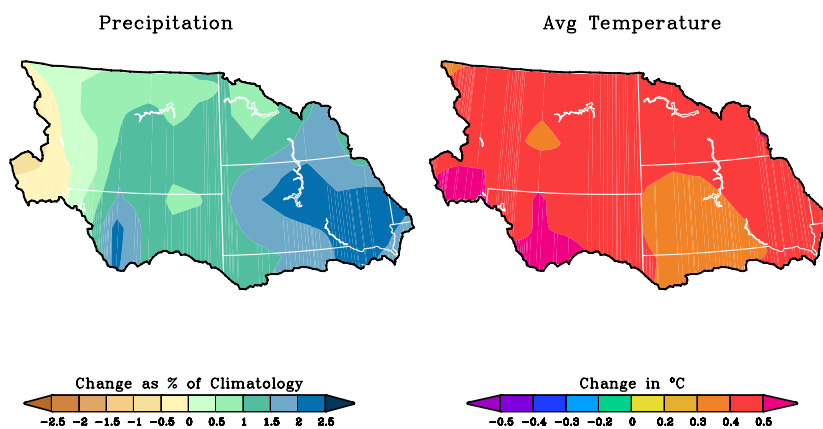 Precipitation
Avg Temperature
Change as % of Climatology
-2.5 -2 -1.5 -1 -0.5 0 0.5 1 1.5 2 2.5
Change in °C
-0.5 -0.4 -0.3 -0.2 0 0.2 0.3 0.4 0.5